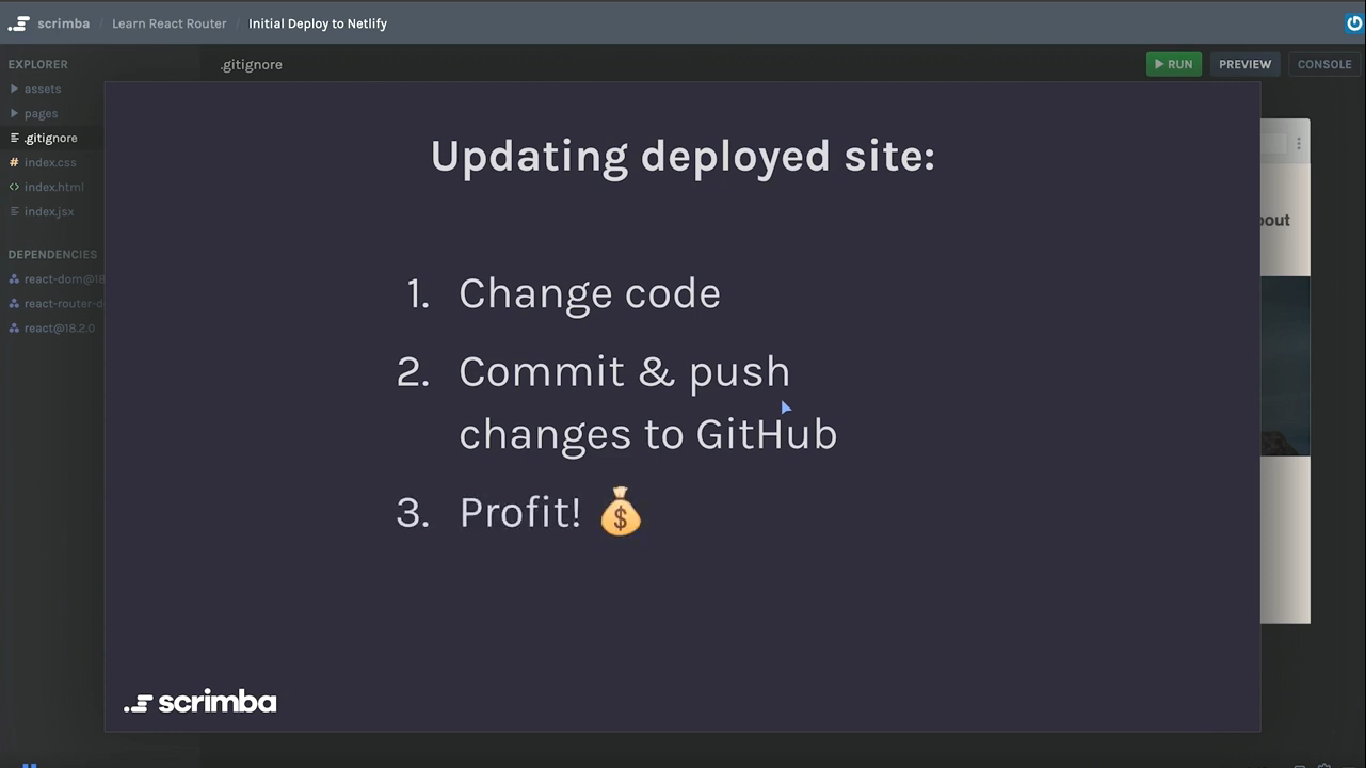 scrimba / Learn React Router / Initial Deploy to Netlify
EXPLORER
.gitignore
RUN
PREVIEW
CONSOLE
assets
pages
.gitignore
index.css
index.html
index.jsx
DEPENDENCIES
react-dom@18
react-router-d
react@18.2.0
Updating deployed site:
1. Change code
2. Commit & push
changes to GitHub
3. Profit!
scrimba
bout